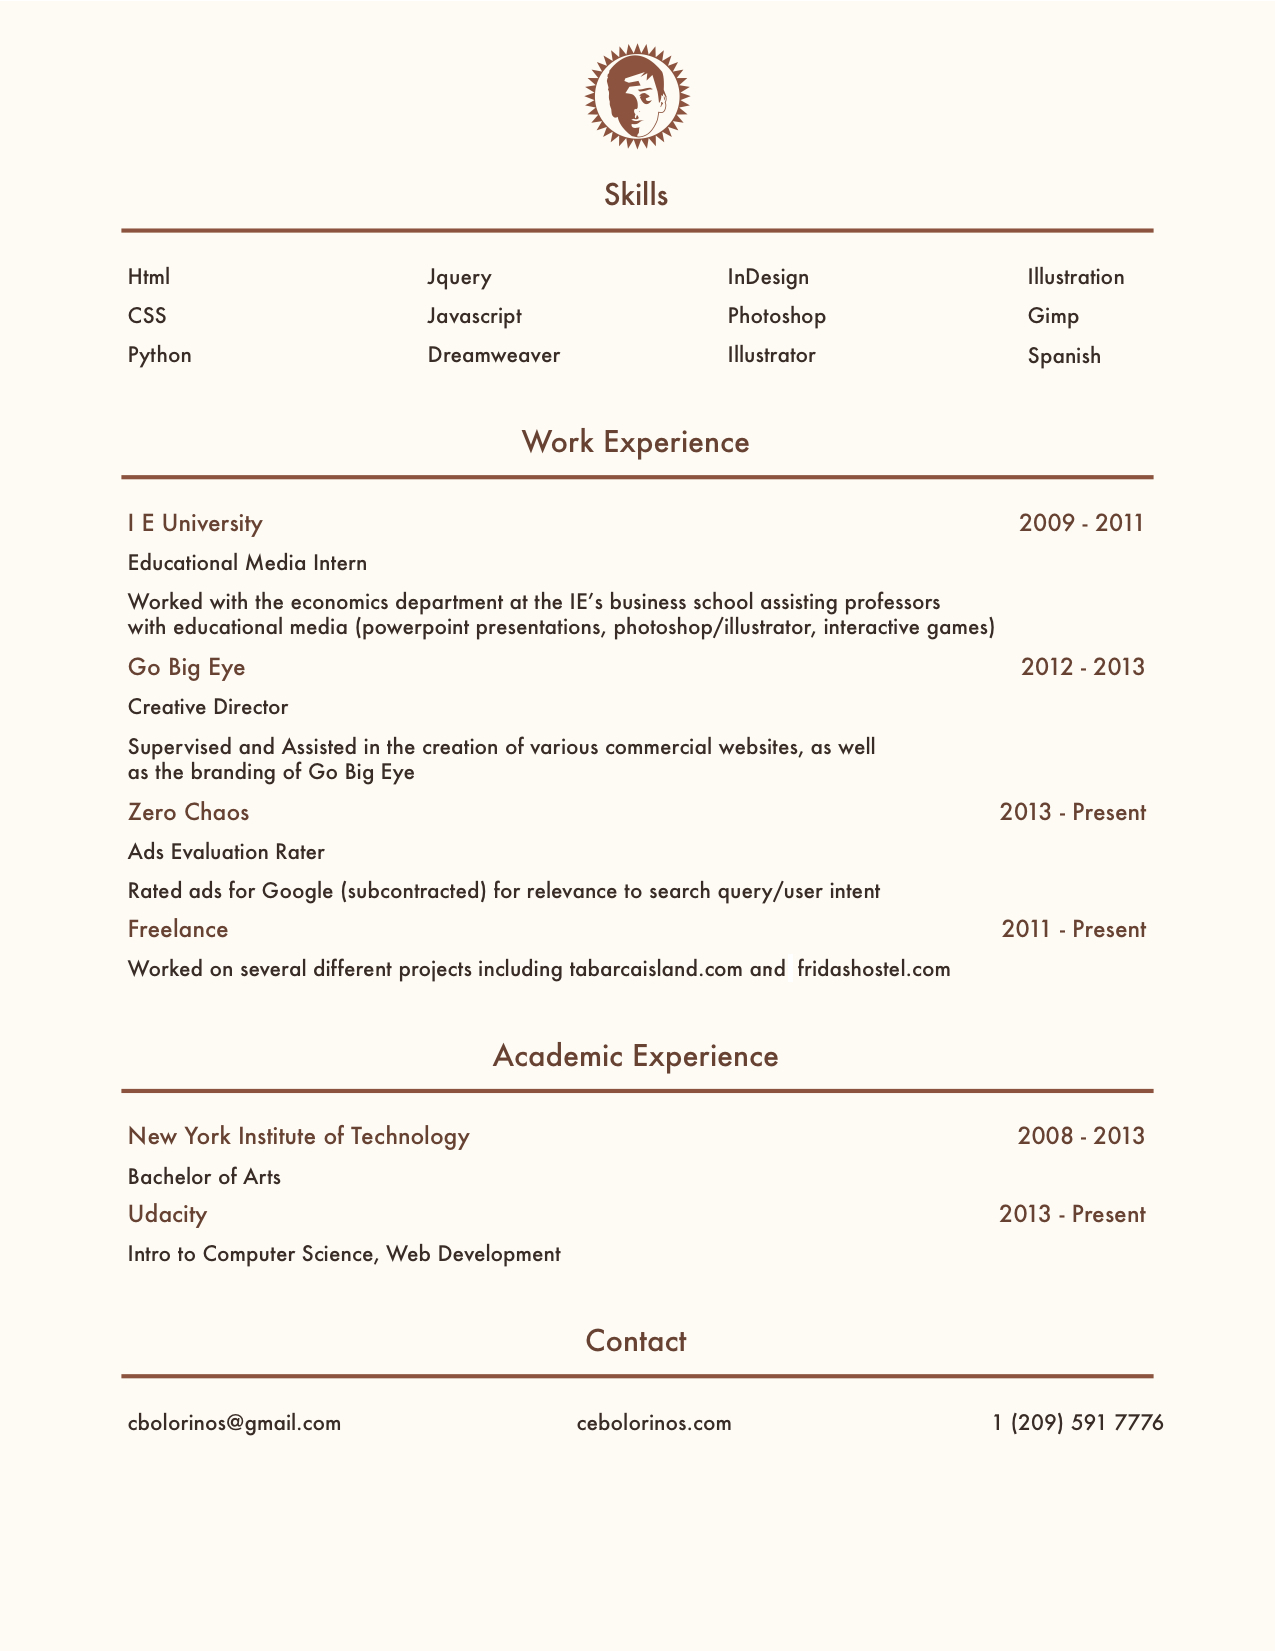 Skills
Html Jquery InDesign Illustration
CSS Javascript Photoshop Gimp
Python Dreamweaver Illustrator Spanish
Work Experience
I E University 2009 - 2011
Educational Media Intern
Worked with the economics department at the IE’s business school assisting professors
with educational media (powerpoint presentations, photoshop/illustrator, interactive games)
Go Big Eye 2012 - 2013
Creative Director
Supervised and Assisted in the creation of various commercial websites, as well
as the branding of Go Big Eye
Zero Chaos 2013 - Present
Ads Evaluation Rater
Rated ads for Google (subcontracted) for relevance to search query/user intent
Freelance 2011 - Present
Worked on several different projects including tabarcaisland.com and fridashostel.com
Academic Experience
New York Institute of Technology 2008 - 2013
Bachelor of Arts
Udacity 2013 - Present
Intro to Computer Science, Web Development
Contact
cbolorinos@gmail.com cebolorinos.com 1 (209) 591 7776